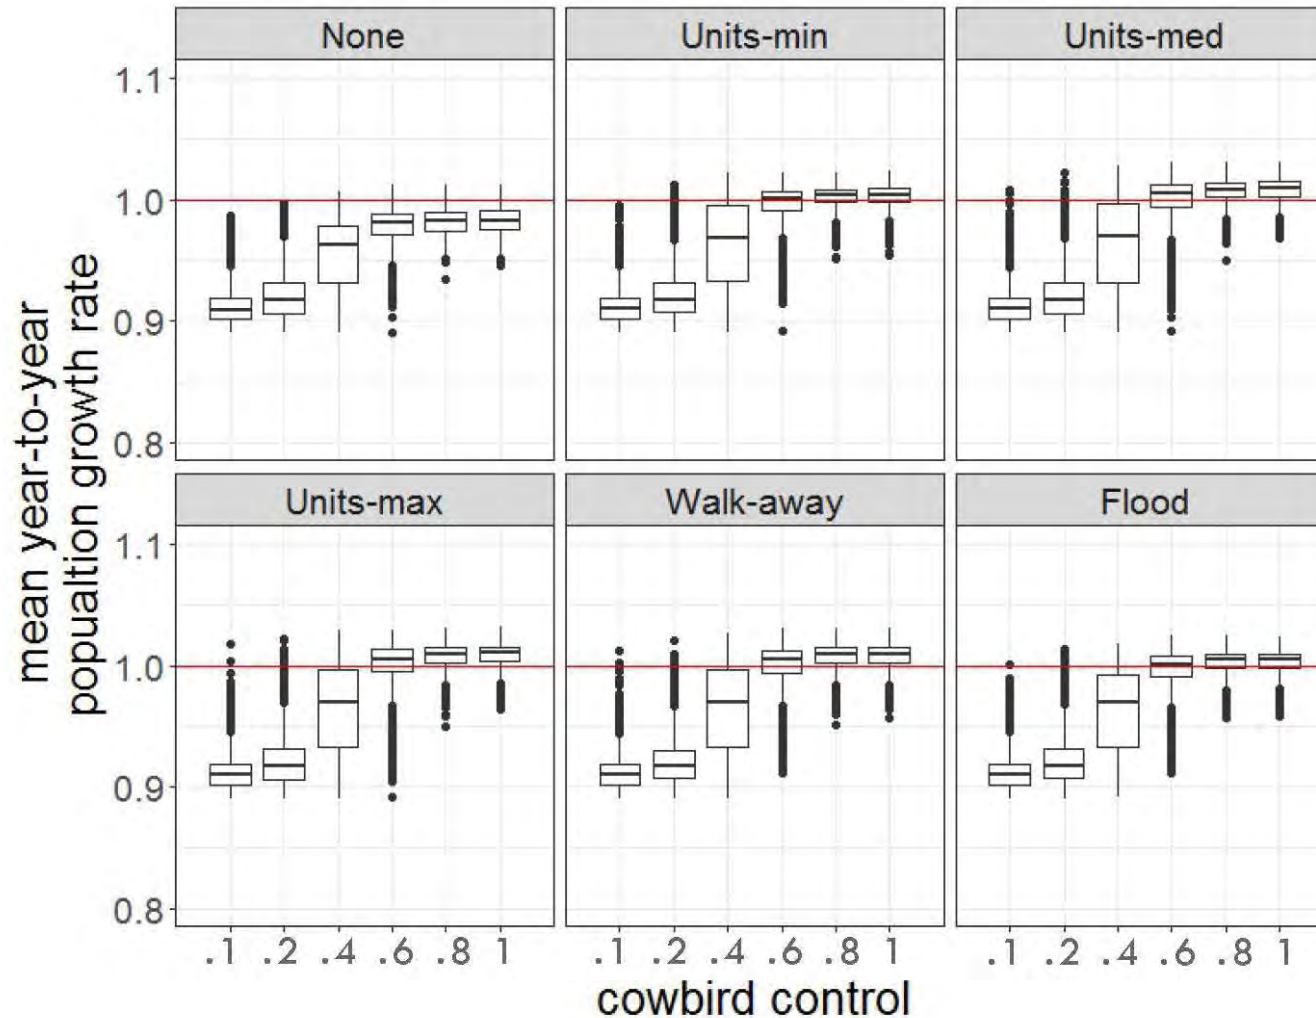 None
Units-min
Units-med
1.1
1.0
0.9
0.8
Units-max
Walk-away
Flood
1.1
1.0
0.9
0.8
mean year-to-year
popualtion growth rate
.1 .2 .4 .6 .8 1
.1 .2 .4 .6 .8 1
.1 .2 .4 .6 .8 1
cowbird control